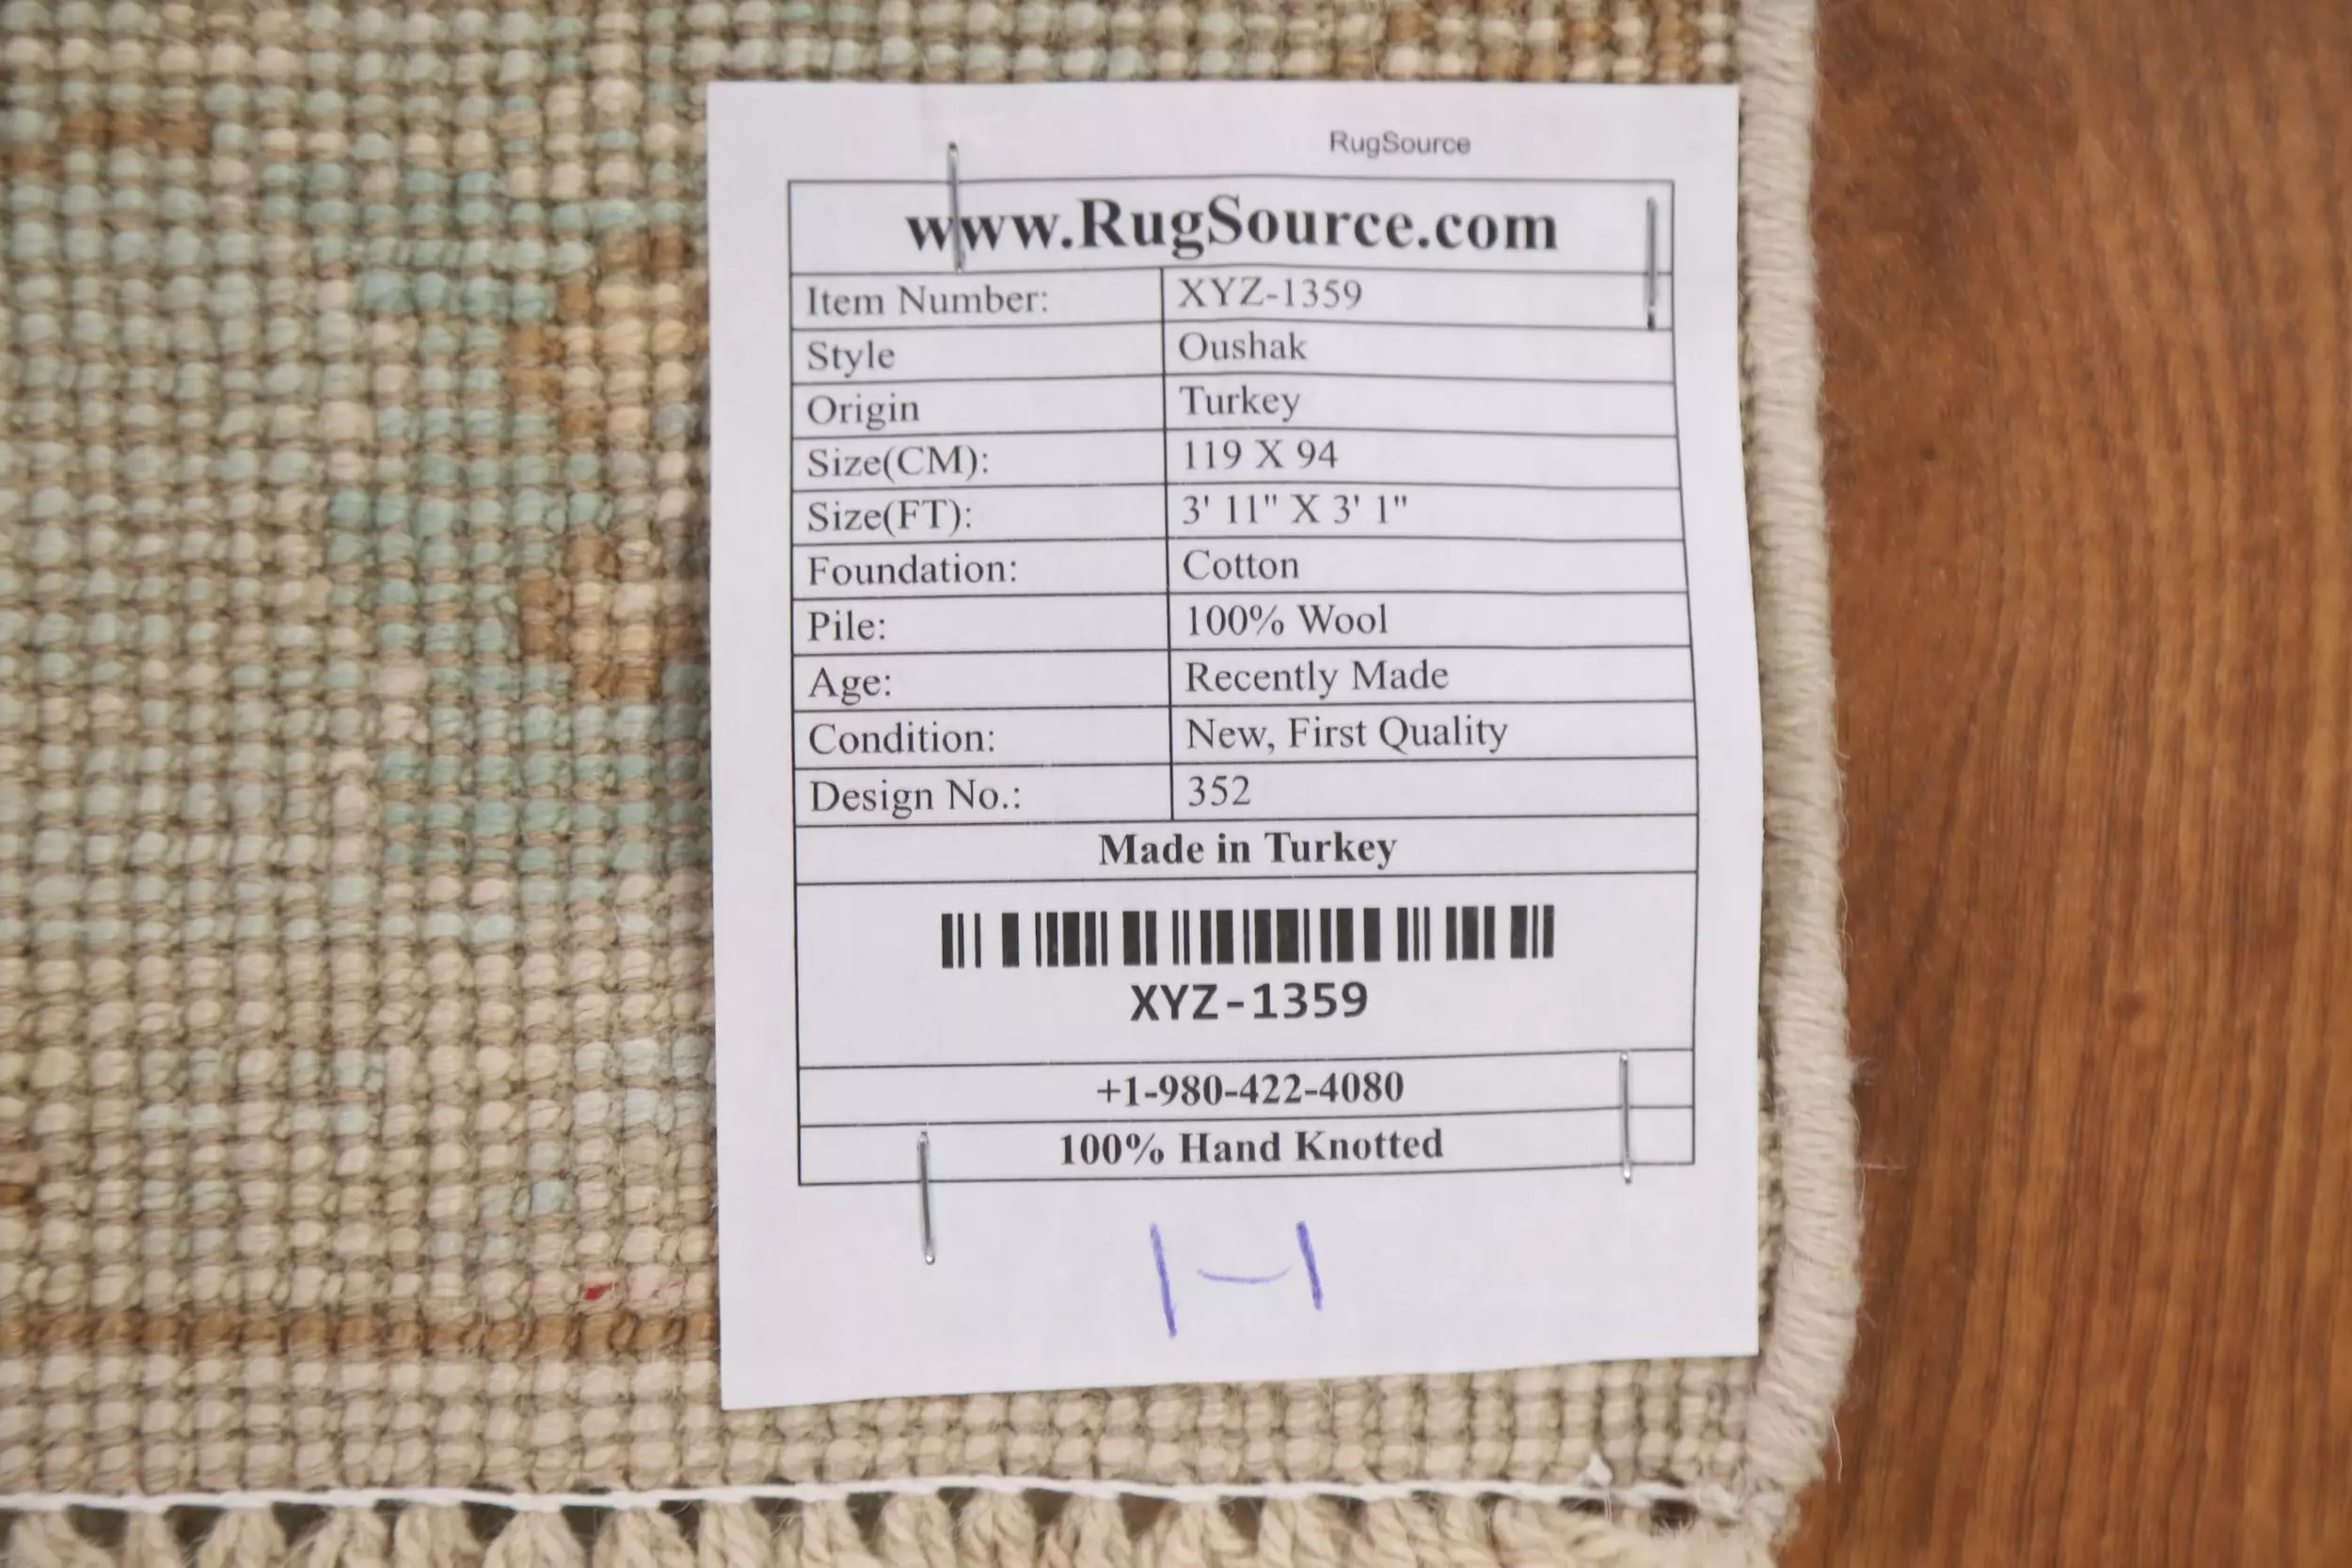 RugSource
www.RugSource.com
Item Number: XYZ-1359
Style Oushak
Origin Turkey
Size(CM): 119 X 94
Size(FT): 3' 11" X 3' 1"
Foundation: Cotton
Pile: 100% Wool
Age: Recently Made
Condition: New, First Quality
Design No.: 352
Made in Turkey
XYZ-1359
+1-980-422-4080
100% Hand Knotted
1-1